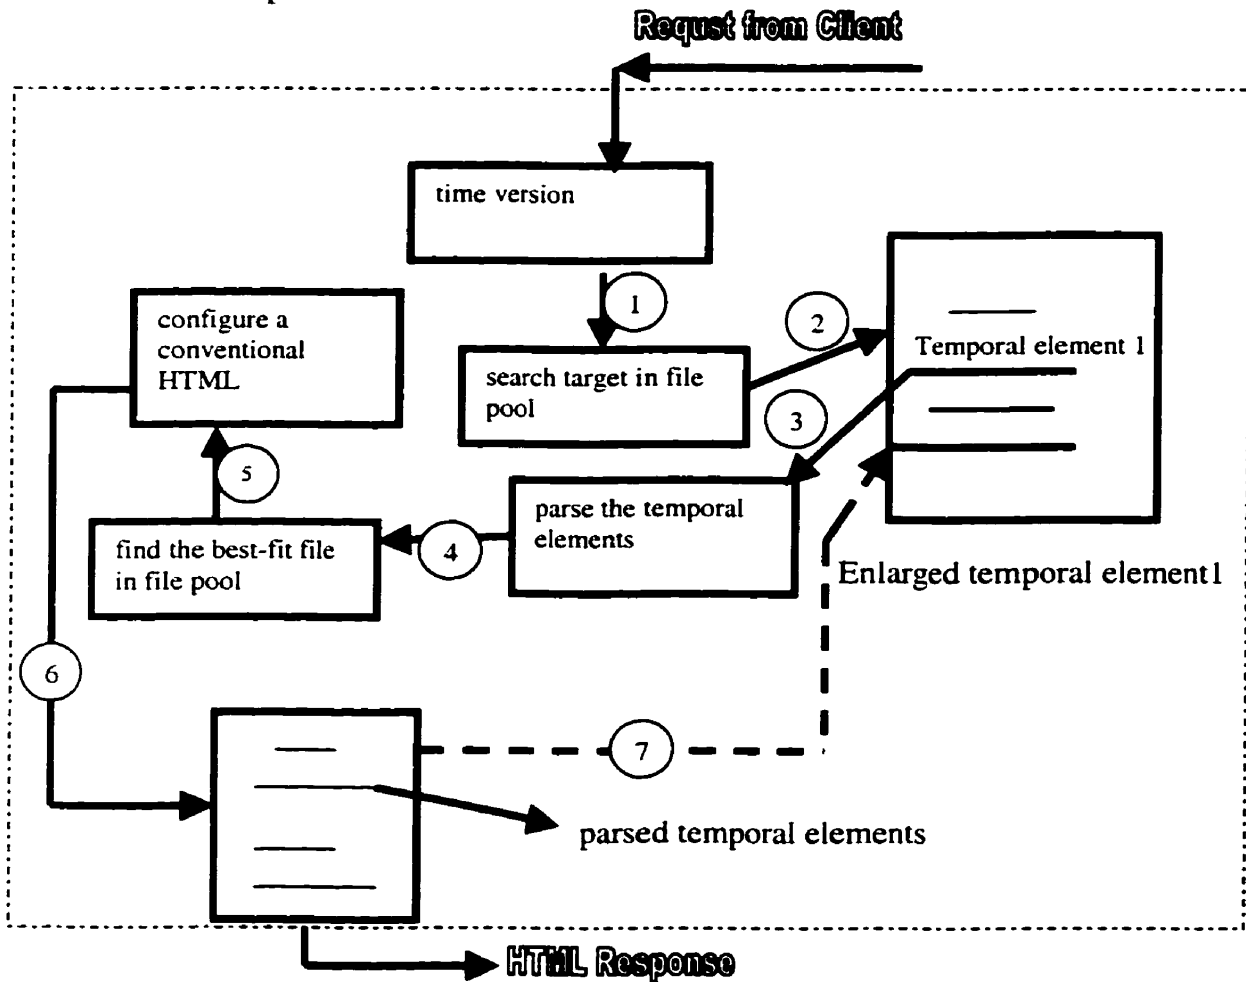 Requst from Client
time version
1
2
configure a
conventional
HTML
Temporal element 1
search target in file
pool
3
5
parse the temporal
elements
4
find the best-fit file
in file pool
Enlarged temporal element1
6
7
parsed temporal elements
HTML Response